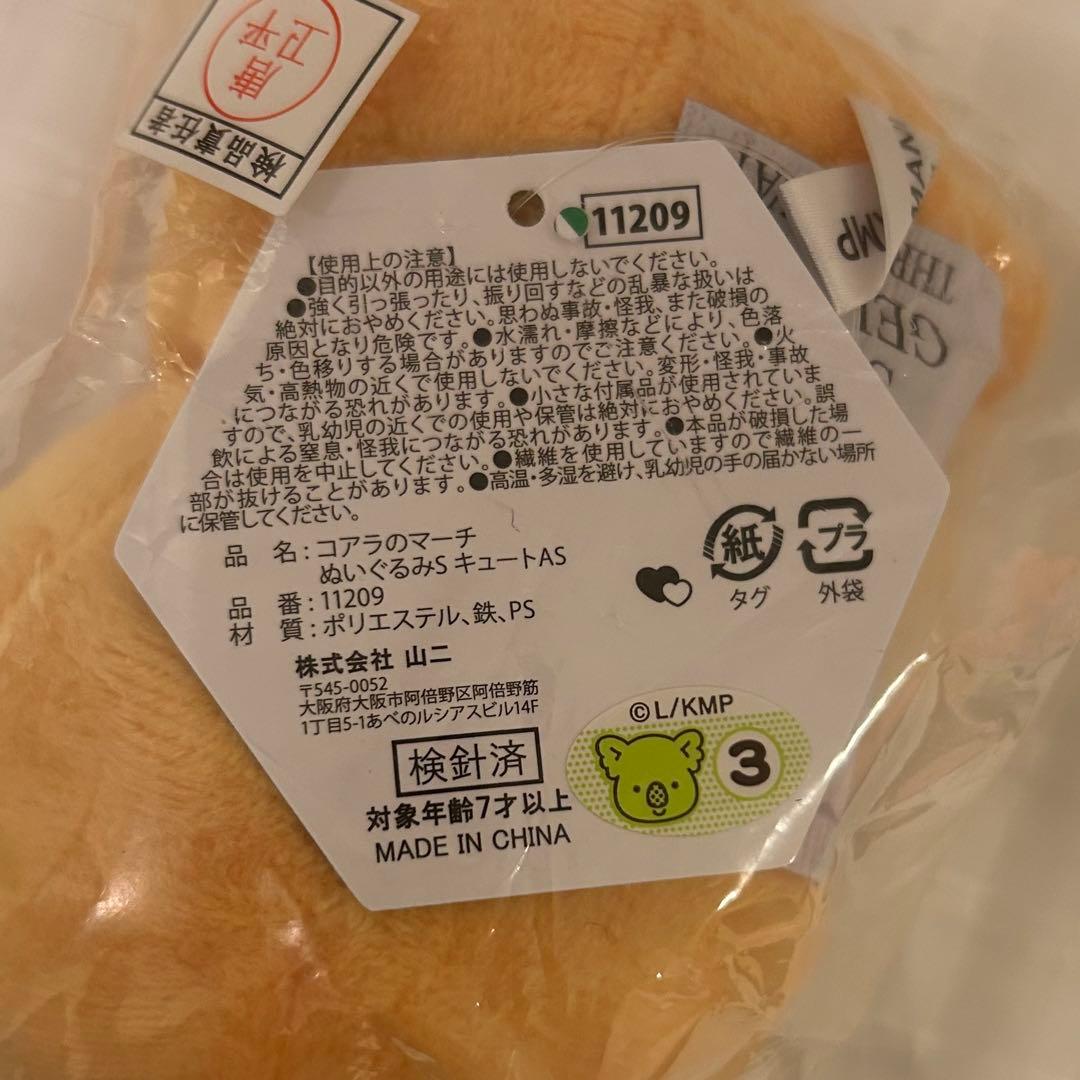 唐
卫平
検品責任者
11209
【使用上の注意】
●目的以外の用途には使用しないでください。
●強く引っ張ったり、振り回すなどの乱暴な扱いは
絶対におやめください。思わぬ事故・怪我、また破損の
原因となり危険です。●水濡れ・摩擦などにより、色落
ち・色移りする場合がありますのでご注意ください。●火
気・高熱物の近くで使用しないでください。変形・怪我・事故
につながる恐れがあります。●小さな付属品が使用されていま
すので、乳幼児の近くでの使用や保管は絶対におやめください。誤
飲による窒息・怪我につながる恐れがあります。●本品が破損した場
合は使用を中止してください。●繊維を使用していますので繊維の一
部が抜けることがあります。●高温・多湿を避け、乳幼児の手の届かない場所
に保管してください。
品 名：コアラのマーチ
ぬいぐるみS キュートAS
品 番：11209
材 質：ポリエステル、鉄、PS
紙
タグ
プラ
外袋
株式会社 山二
〒545-0052
大阪府大阪市阿倍野区阿倍野筋
1丁目5-1あべのルシアスビル14F
検針済
対象年齢7才以上
MADE IN CHINA
©L/KMP
3